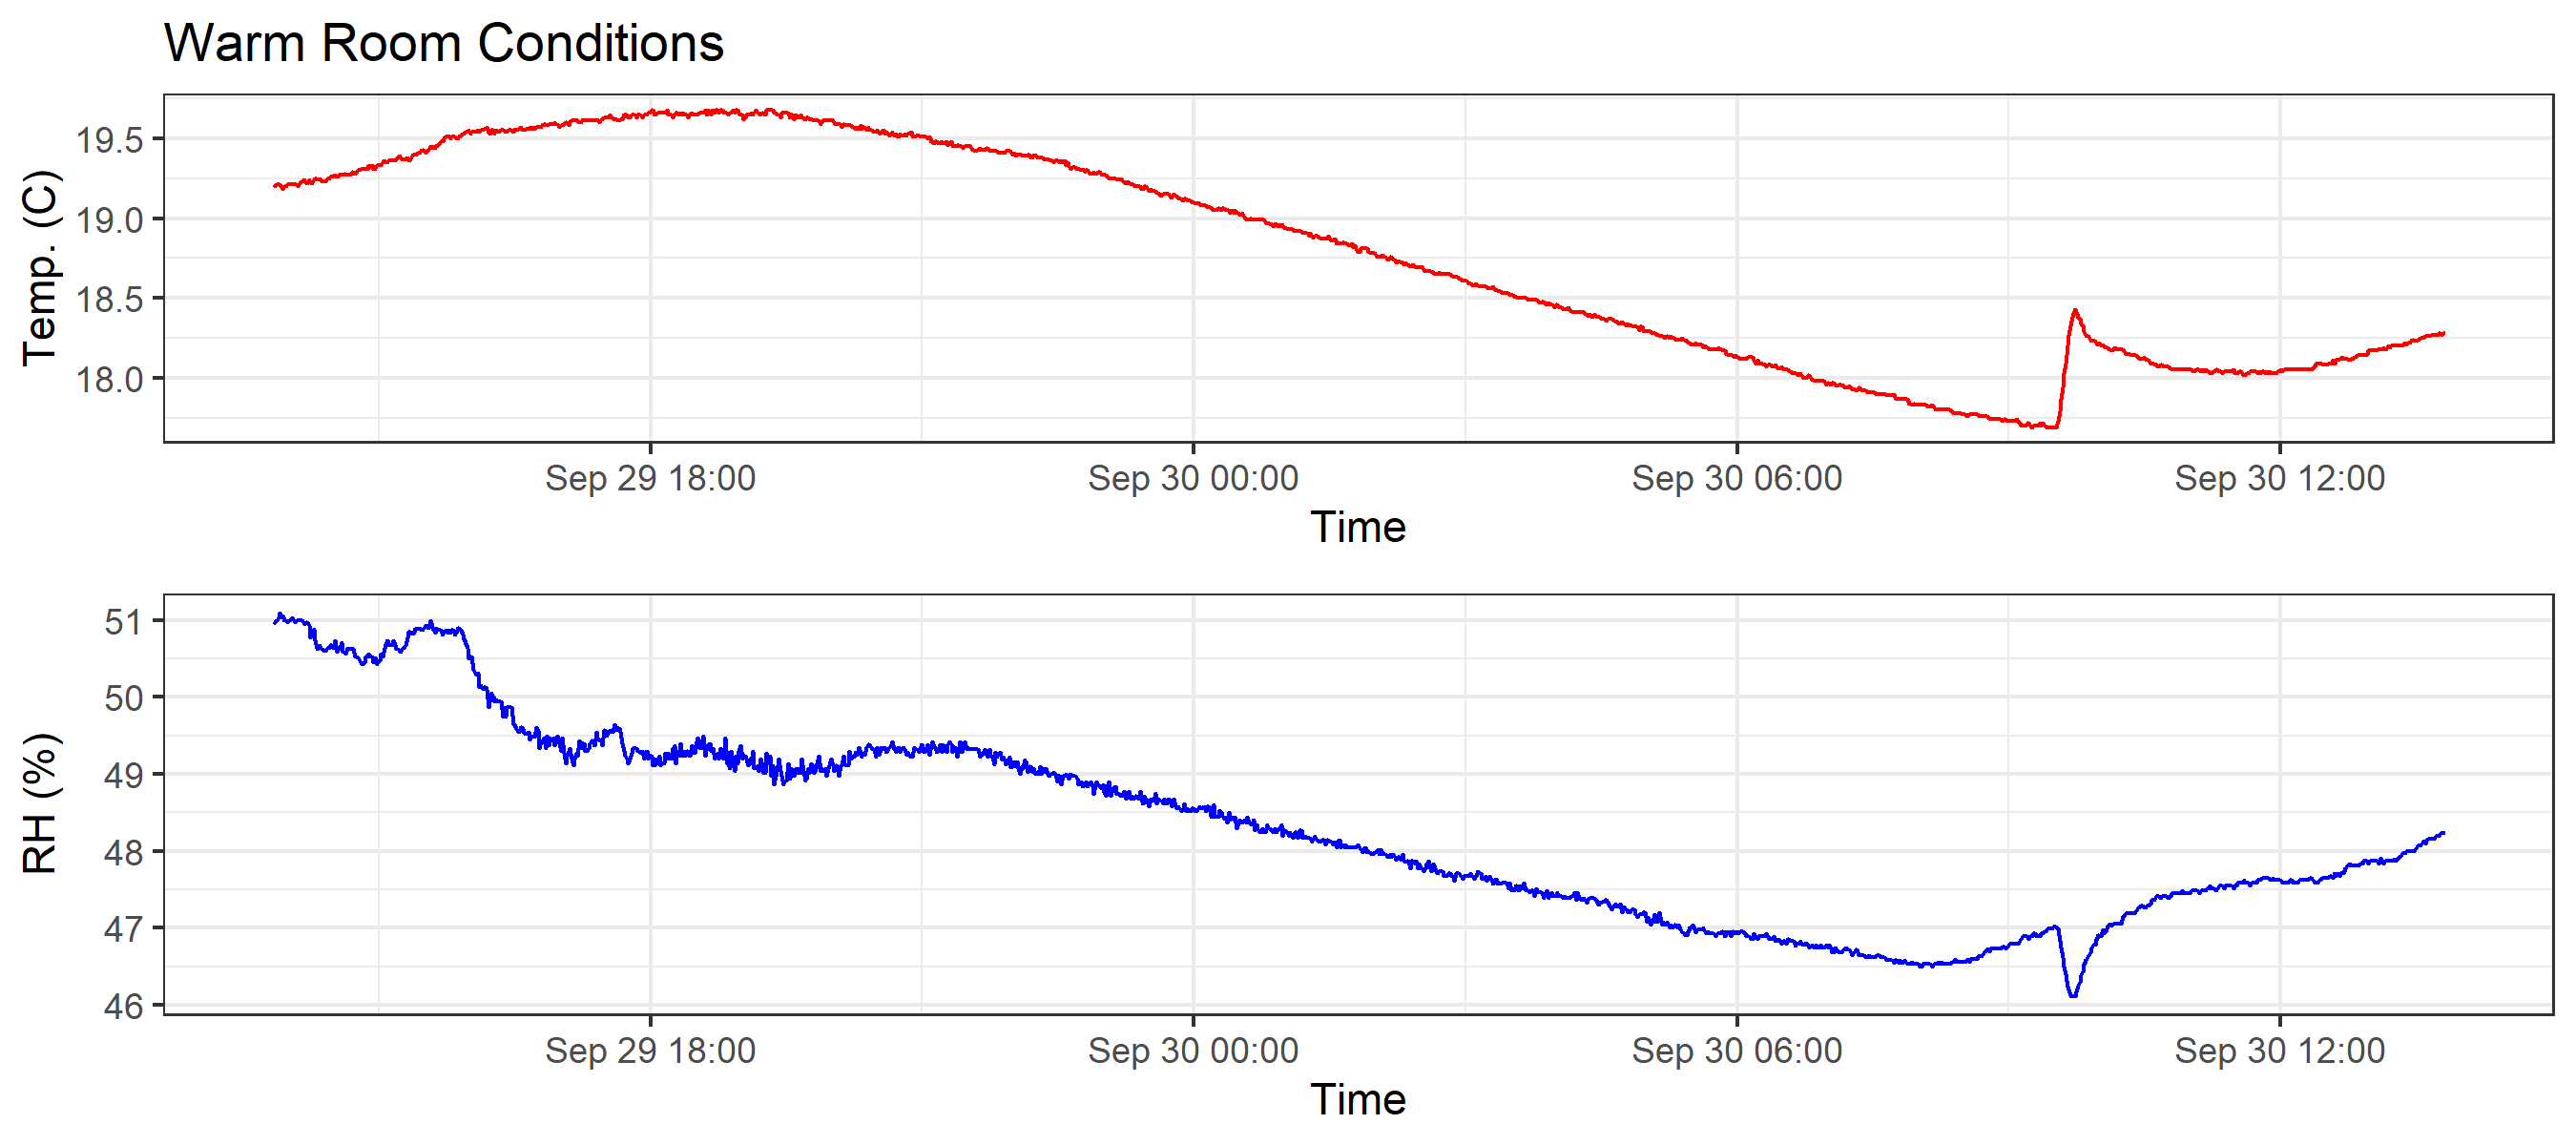 Warm Room Conditions
Temp. (C)
19.5
19.0
18.5
18.0
Sep 29 18:00 Sep 30 00:00 Sep 30 06:00 Sep 30 12:00
Time
RH (%)
51
50
49
48
47
46
Sep 29 18:00 Sep 30 00:00 Sep 30 06:00 Sep 30 12:00
Time